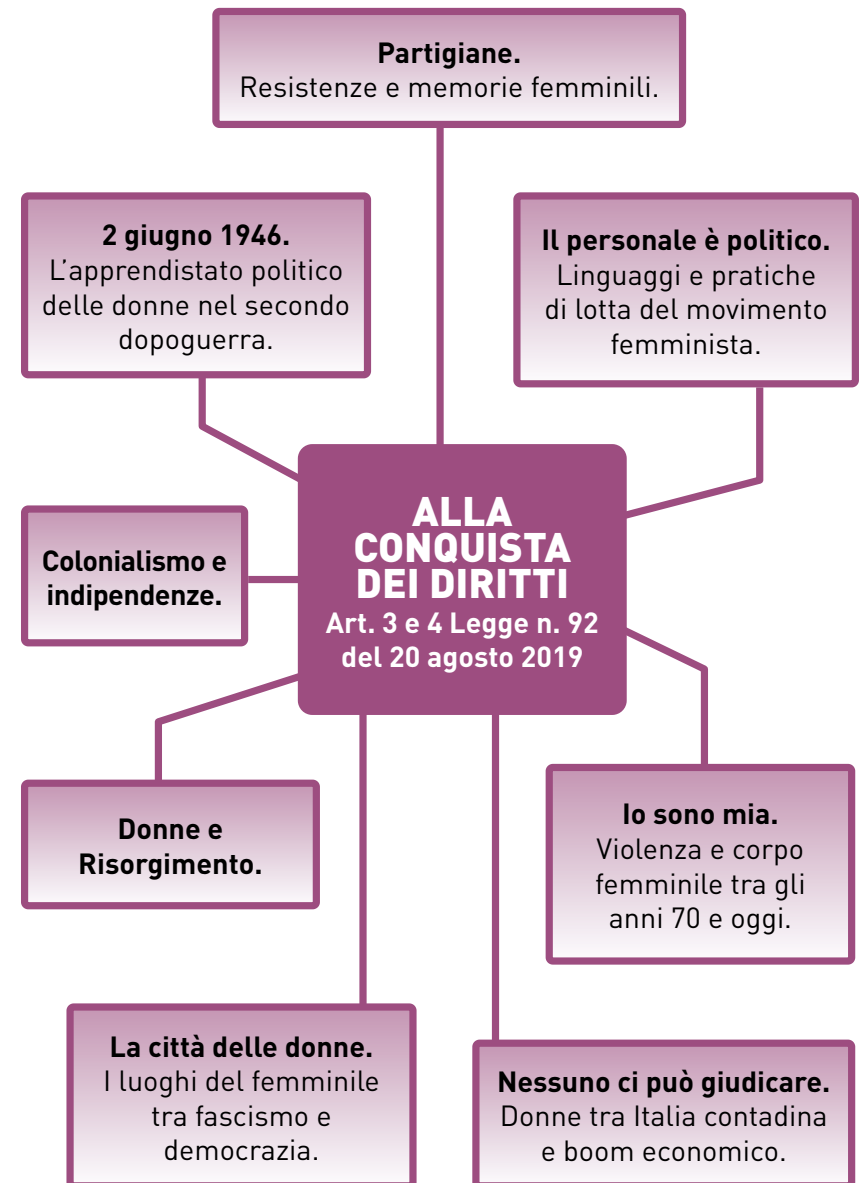 Partigiane.
Resistenze e memorie femminili.
2 giugno 1946.
L'apprendistato politico
delle donne nel secondo
dopoguerra.
Il personale è politico.
Linguaggi e pratiche
di lotta del movimento
femminista.
ALLA
CONQUISTA
DEI DIRITTI
Art. 3 e 4 Legge n. 92
del 20 agosto 2019
Colonialismo e
indipendenze.
Donne e
Risorgimento.
Io sono mia.
Violenza e corpo
femminile tra gli
anni 70 e oggi.
La città delle donne.
I luoghi del femminile
tra fascismo e
democrazia.
Nessuno ci può giudicare.
Donne tra Italia contadina
e boom economico.